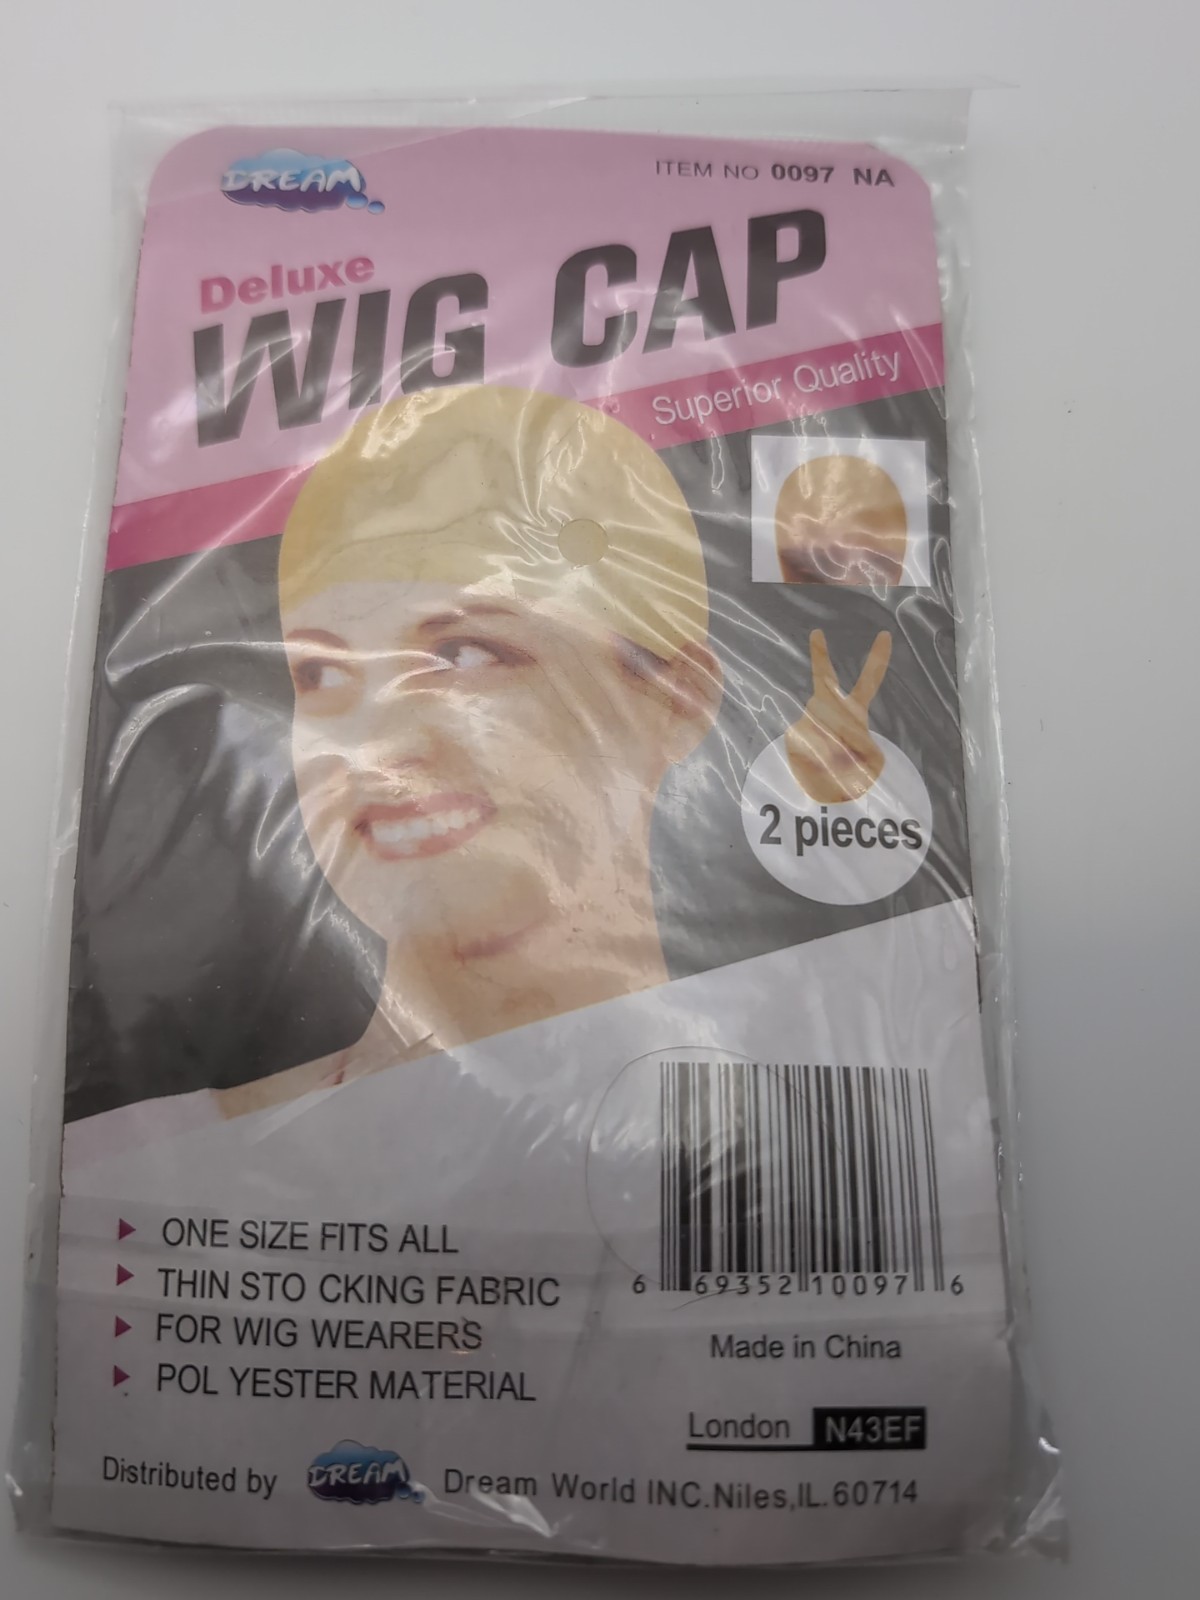 DREAM
ITEM NO 0097 NA
Deluxe
WIG CAP
Superior Quality
2 pieces
ONE SIZE FITS ALL
THIN STO CKING FABRIC
FOR WIG WEARERS
POL YESTER MATERIAL
6 69352 10097 6
Made in China
London N43EF
Distributed by DREAM Dream World INC.Niles,IL.60714